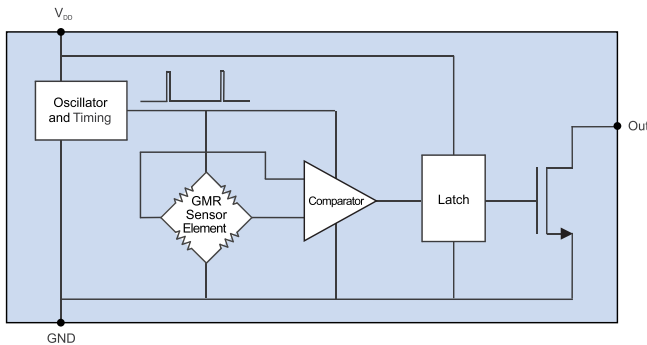 VDD
Oscillator
and Timing
GMR
Sensor
Element
Comparator
Latch
Out
GND